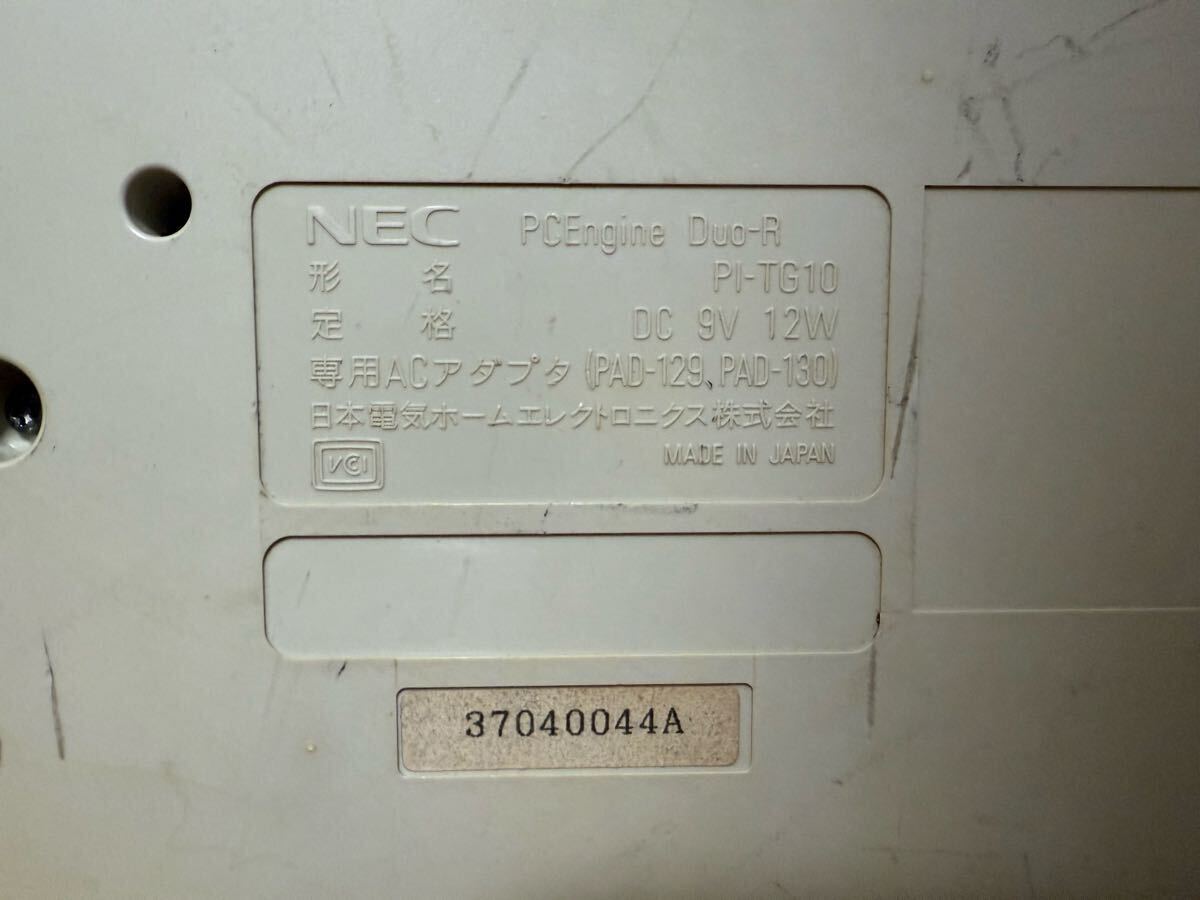 NEC PCEngine Duo-R
形名 PI-TG10
定格 DC 9V 12W
専用ACアダプタ (PAD-129、PAD-130)
日本電気ホームエレクトロニクス株式会社
VCI MADE IN JAPAN
37040044A